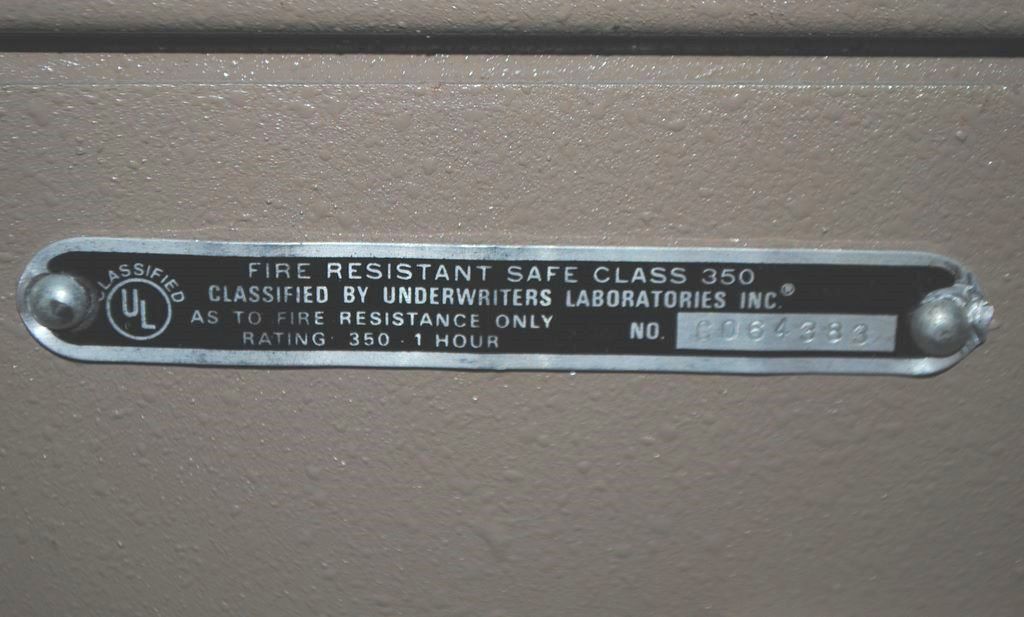 CLASSIFIED
UL
FIRE RESISTANT SAFE CLASS 350
CLASSIFIED BY UNDERWRITERS LABORATORIES INC.®
AS TO FIRE RESISTANCE ONLY
RATING· 350 · 1 HOUR
NO.